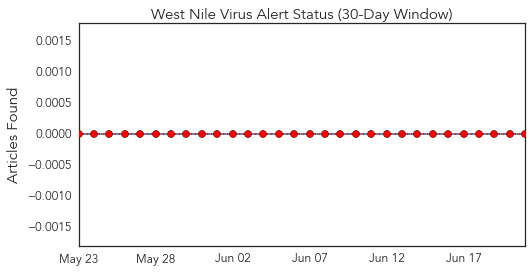 West Nile Virus Alert Status (30-Day Window)
Articles Found
0.0015
0.0010
0.0005
0.0000
−0.0005
−0.0010
−0.0015
May 23
May 28
Jun 02
Jun 07
Jun 12
Jun 17